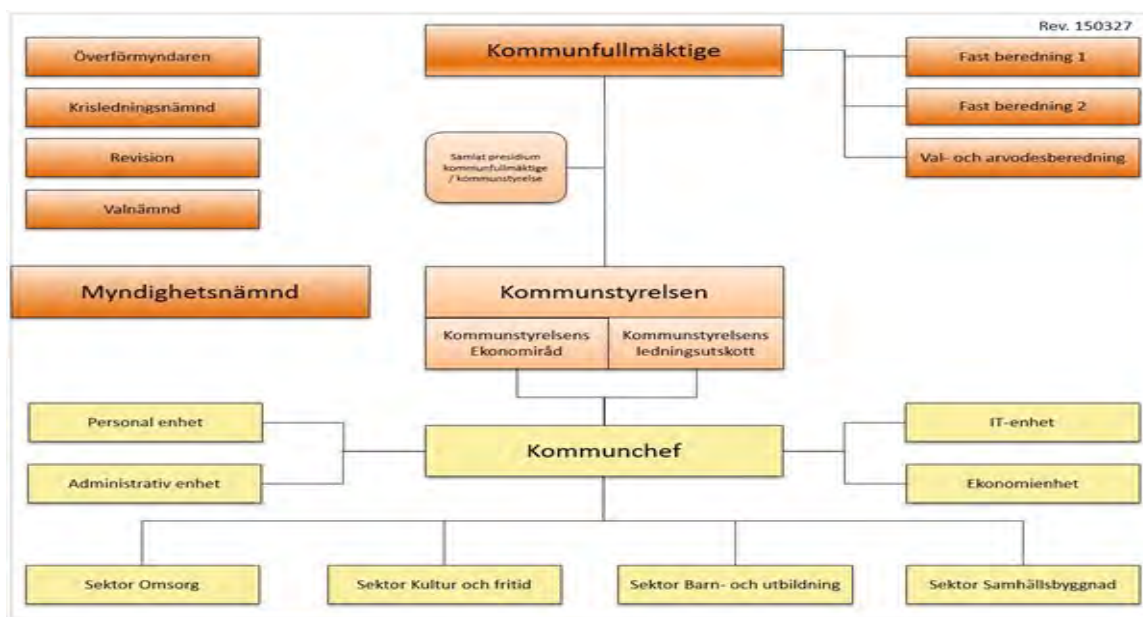 Rev. 150327
Överförmyndaren
Kommunfullmäktige
Fast beredning 1
Krisledningsnämnd
Fast beredning 2
Revision
Samlat presidium
kommunfullmäktige
/ kommunstyrelse
Val- och arvodesberedning
Valnämnd
Myndighetsnämnd
Kommunstyrelsen
Kommunstyrelsens
Ekonomiråd
Kommunstyrelsens
ledningsutskott
Personal enhet
IT-enhet
Kommunchef
Administrativ enhet
Ekonomienhet
Sektor Omsorg
Sektor Kultur och fritid
Sektor Barn- och utbildning
Sektor Samhällsbyggnad